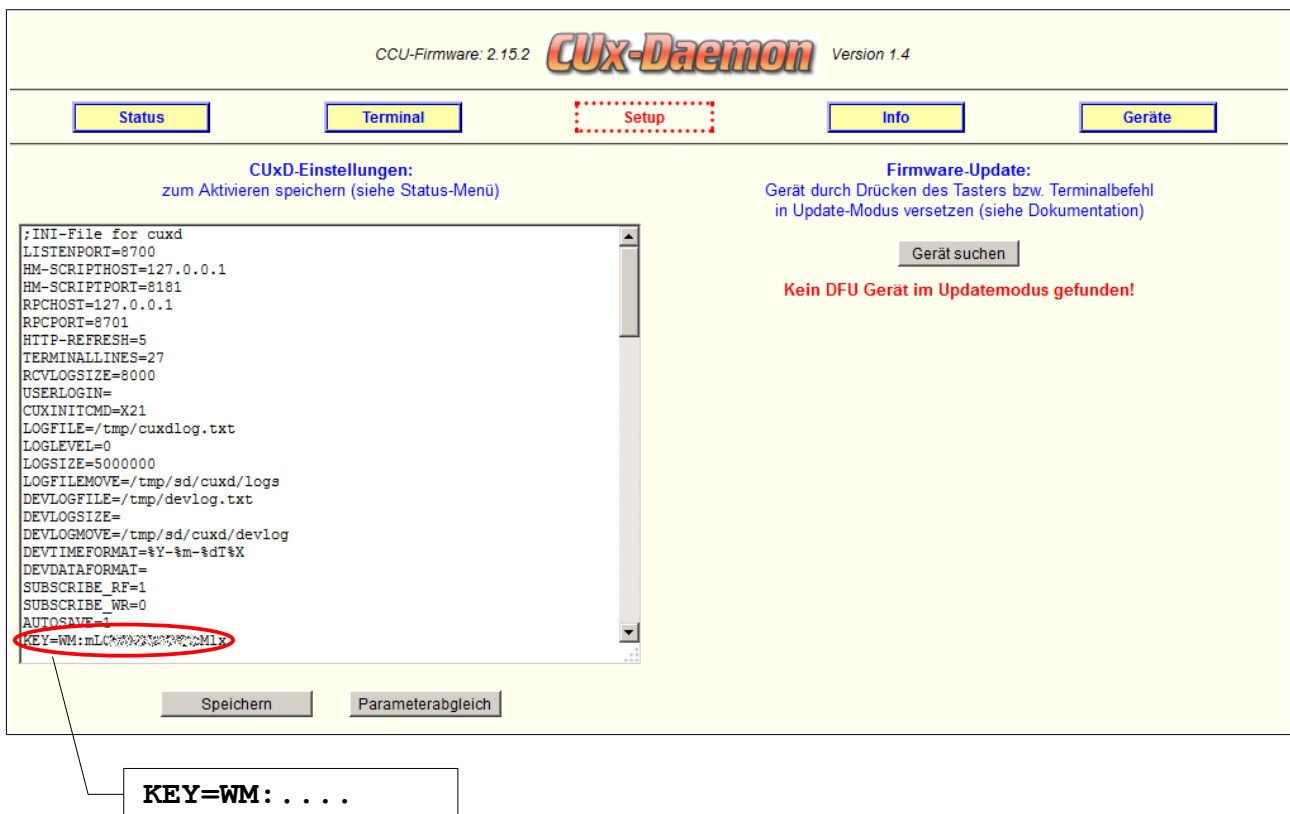 CCU-Firmware: 2.15.2 CUx-Daemon Version 1.4
Status Terminal Setup Info Geräte
CUxD-Einstellungen:
zum Aktivieren speichern (siehe Status-Menü)
;INI-File for cuxd
LISTENPORT=8700
HM-SCRIPTHOST=127.0.0.1
HM-SCRIPTPORT=8181
RPCHOST=127.0.0.1
RPCPORT=8701
HTTP-REFRESH=5
TERMINALLINES=27
RCVLOGSIZE=8000
USERLOGIN=
CUXINITCMD=X21
LOGFILE=/tmp/cuxdlog.txt
LOGLEVEL=0
LOGSIZE=5000000
LOGFILEMOVE=/tmp/sd/cuxd/logs
DEVLOGFILE=/tmp/devlog.txt
DEVLOGSIZE=
DEVLOGMOVE=/tmp/sd/cuxd/devlog
DEVTIMEFORMAT=%Y-%m-%dT%X
DEVDATAFORMAT=
SUBSCRIBE_RF=1
SUBSCRIBE_WR=0
AUTOSAVE=1
Speichern Parameterabgleich
Firmware-Update:
Gerät durch Drücken des Tasters bzw. Terminalbefehl
in Update-Modus versetzen (siehe Dokumentation)
Gerät suchen
Kein DFU Gerät im Updatemodus gefunden!
KEY=WM:....